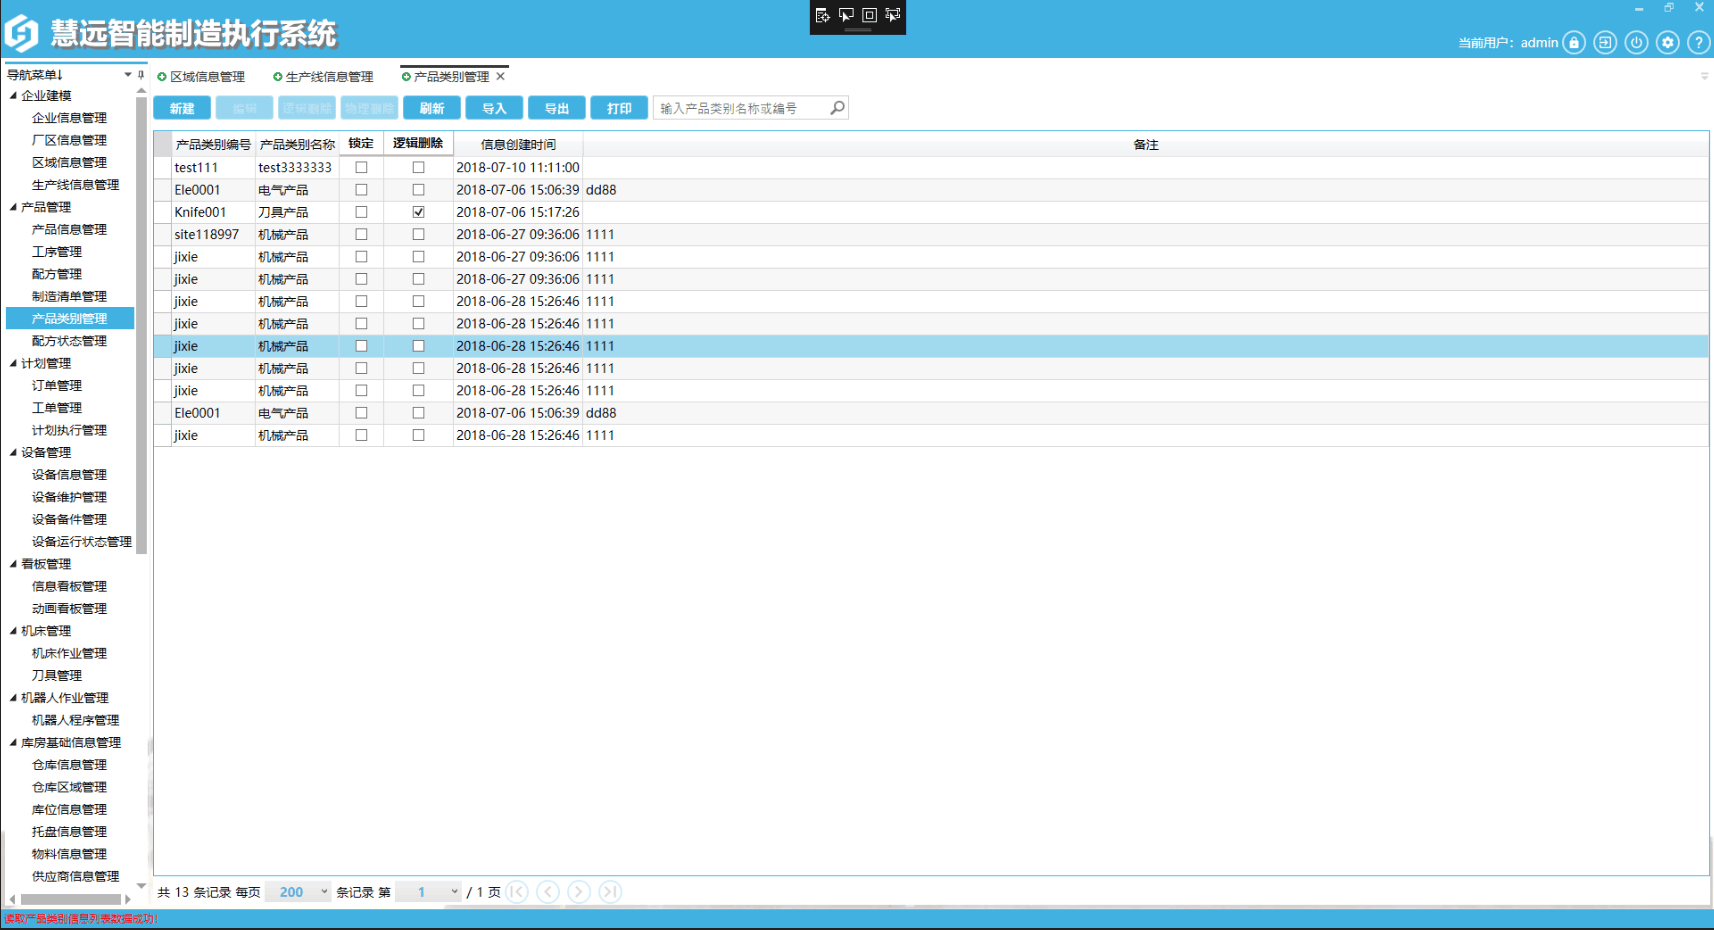 慧远智能制造执行系统
当前用户： admin
导航菜单↓
企业建模
企业信息管理
厂区信息管理
区域信息管理
生产线信息管理
产品管理
产品信息管理
工序管理
配方管理
制造清单管理
产品类别管理
配方状态管理
计划管理
订单管理
工单管理
计划执行管理
设备管理
设备信息管理
设备维护管理
设备备件管理
设备运行状态管理
看板管理
信息看板管理
动画看板管理
机床管理
机床作业管理
刀具管理
机器人作业管理
机器人程序管理
库房基础信息管理
仓库信息管理
仓库区域管理
库位信息管理
托盘信息管理
物料信息管理
供应商信息管理
区域信息管理 生产线信息管理 产品类别管理
新建 编辑 逻辑删除 物理删除 刷新 导入 导出 打印 输入产品类别名称或编号
产品类别编号 产品类别名称 锁定 逻辑删除 信息创建时间 备注
test111 test3333333 2018-07-10 11:11:00
Ele0001 电气产品 2018-07-06 15:06:39 dd88
Knife001 刀具产品 2018-07-06 15:17:26
site118997 机械产品 2018-06-27 09:36:06 1111
jixie 机械产品 2018-06-27 09:36:06 1111
jixie 机械产品 2018-06-27 09:36:06 1111
jixie 机械产品 2018-06-28 15:26:46 1111
jixie 机械产品 2018-06-28 15:26:46 1111
jixie 机械产品 2018-06-28 15:26:46 1111
jixie 机械产品 2018-06-28 15:26:46 1111
jixie 机械产品 2018-06-28 15:26:46 1111
Ele0001 电气产品 2018-07-06 15:06:39 dd88
jixie 机械产品 2018-06-28 15:26:46 1111
共 13 条记录 每页 200 条记录 第 1 / 1 页
读取产品类别信息列表数据成功！